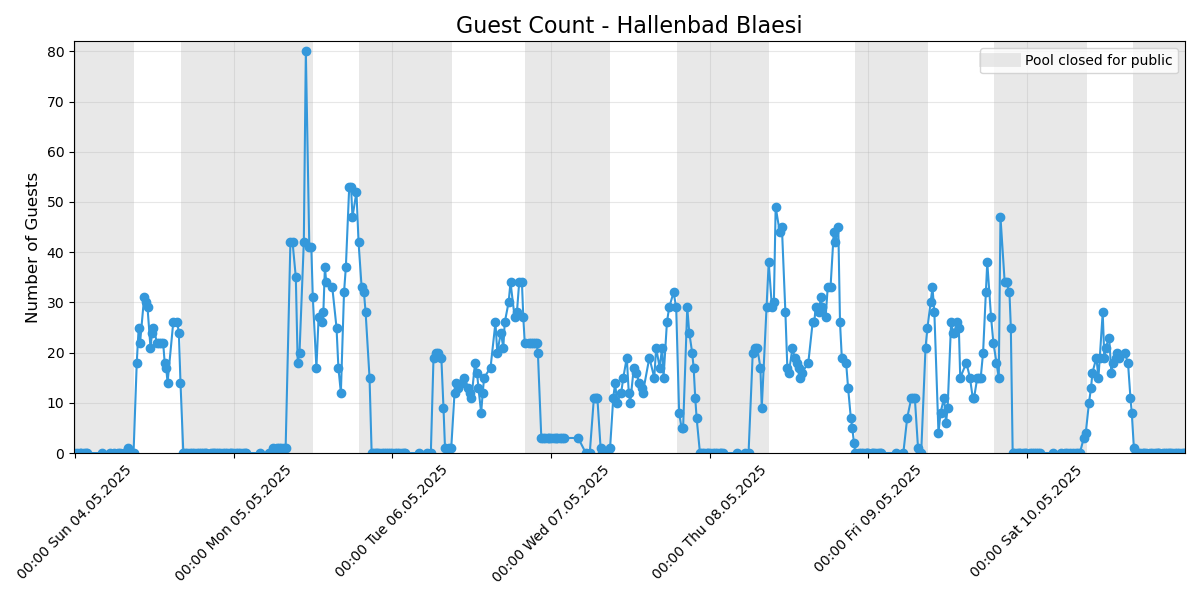 Guest Count - Hallenbad Blaesi
Pool closed for public
Number of Guests
80
70
60
50
40
30
20
10
0
00:00 Sun 04.05.2025
00:00 Mon 05.05.2025
00:00 Tue 06.05.2025
00:00 Wed 07.05.2025
00:00 Thu 08.05.2025
00:00 Fri 09.05.2025
00:00 Sat 10.05.2025